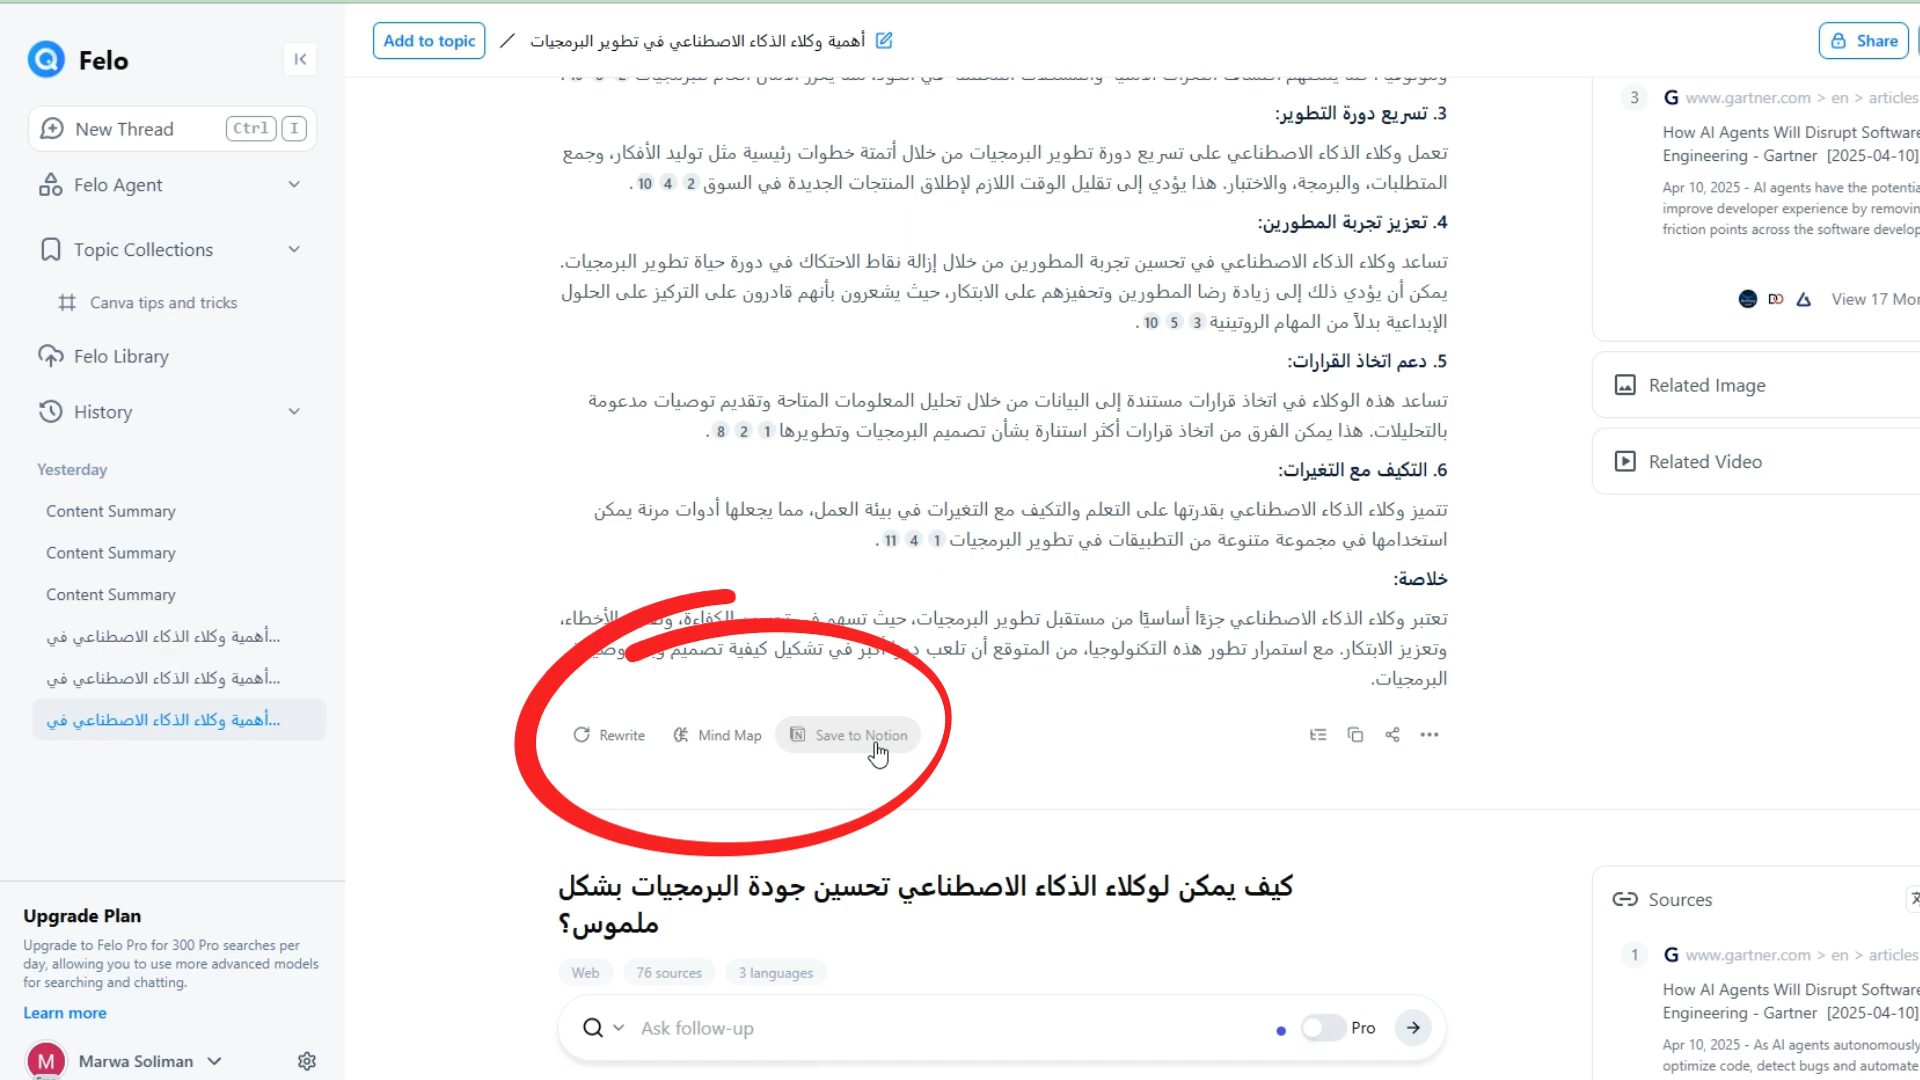 Felo
New Thread Ctrl I
Felo Agent
Topic Collections
Canva tips and tricks
Felo Library
History
Yesterday
Content Summary
Content Summary
Content Summary
أهمية وكلاء الذكاء الاصطناعي في...
أهمية وكلاء الذكاء الاصطناعي في...
أهمية وكلاء الذكاء الاصطناعي في...
Upgrade Plan
Upgrade to Felo Pro for 300 Pro searches per
day, allowing you to use more advanced models
for searching and chatting.
Learn more
M Marwa Soliman
Add to topic
أهمية وكلاء الذكاء الاصطناعي في تطوير البرمجيات
Share
3. تسريع دورة التطوير:
تعمل وكلاء الذكاء الاصطناعي على تسريع دورة تطوير البرمجيات من خلال أتمتة خطوات رئيسية مثل توليد الأفكار، وجمع
المتطلبات، والبرمجة، والاختبار. هذا يؤدي إلى تقليل الوقت اللازم لإطلاق المنتجات الجديدة في السوق 2 4 10 .
4. تعزيز تجربة المطورين:
تساعد وكلاء الذكاء الاصطناعي في تحسين تجربة المطورين من خلال إزالة نقاط الاحتكاك في دورة حياة تطوير البرمجيات.
يمكن أن يؤدي ذلك إلى زيادة رضا المطورين وتحفيزهم على الابتكار، حيث يشعرون بأنهم قادرون على التركيز على الحلول
الإبداعية بدلاً من المهام الروتينية 3 5 10 .
5. دعم اتخاذ القرارات:
تساعد هذه الوكلاء في اتخاذ قرارات مستندة إلى البيانات من خلال تحليل المعلومات المتاحة وتقديم توصيات مدعومة
بالتحليلات. هذا يمكن الفرق من اتخاذ قرارات أكثر استنارة بشأن تصميم البرمجيات وتطويرها 1 2 8 .
6. التكيف مع التغيرات:
تتميز وكلاء الذكاء الاصطناعي بقدرتها على التعلم والتكيف مع التغيرات في بيئة العمل، مما يجعلها أدوات مرنة يمكن
استخدامها في مجموعة متنوعة من التطبيقات في تطوير البرمجيات 1 4 11 .
خلاصة:
تعتبر وكلاء الذكاء الاصطناعي جزءًا أساسيًا من مستقبل تطوير البرمجيات، حيث تسهم في تحسين الكفاءة، الأخطاء،
وتعزيز الابتكار. مع استمرار تطور هذه التكنولوجيا، من المتوقع أن تلعب أكبر في تشكيل كيفية تصميم
البرمجيات.
Rewrite
Mind Map
Save to Notion
كيف يمكن لوكلاء الذكاء الاصطناعي تحسين جودة البرمجيات بشكل
ملموس؟
Web
76 sources
3 languages
Ask follow-up
Pro
3 G www.gartner.com > en > articles
How AI Agents Will Disrupt Software
Engineering - Gartner [2025-04-10]
Apr 10, 2025 - AI agents have the potential
improve developer experience by removin
friction points across the software develop
View 17 Mor
Related Image
Related Video
Sources
1 G www.gartner.com > en > articles
How AI Agents Will Disrupt Software
Engineering - Gartner [2025-04-10]
Apr 10, 2025 - As AI agents autonomously
optimize code, detect bugs and automate